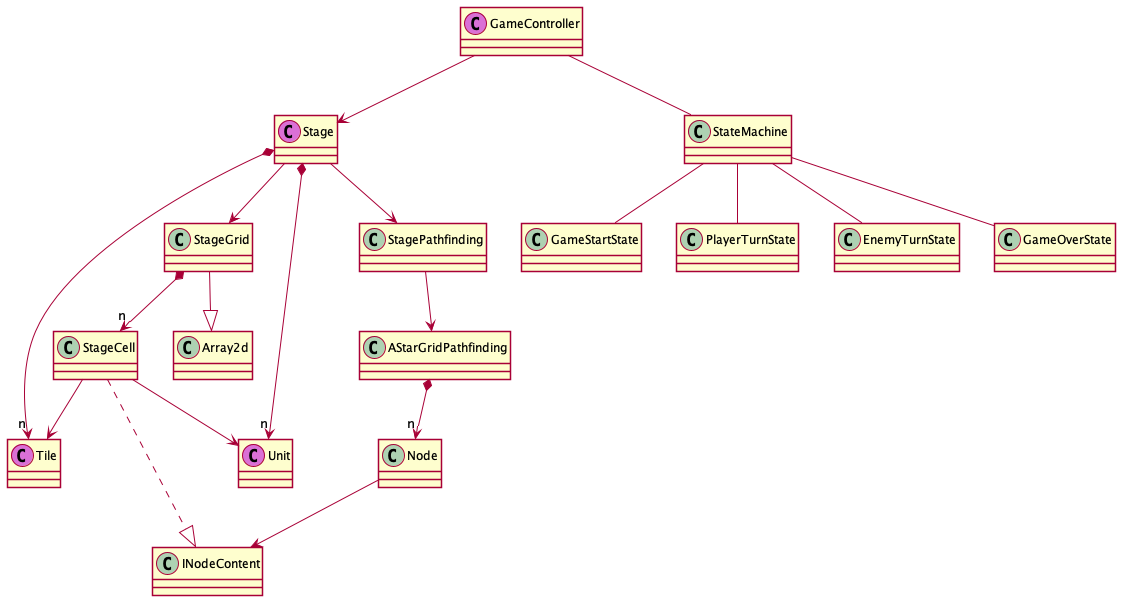 C GameController
C Stage
C StateMachine
C StageGrid
C StagePathfinding
C GameStartState
C PlayerTurnState
C EnemyTurnState
C GameOverState
n
C StageCell
C Array2d
C AStarGridPathfinding
n
n
n
C Tile
C Unit
C Node
C INodeContent